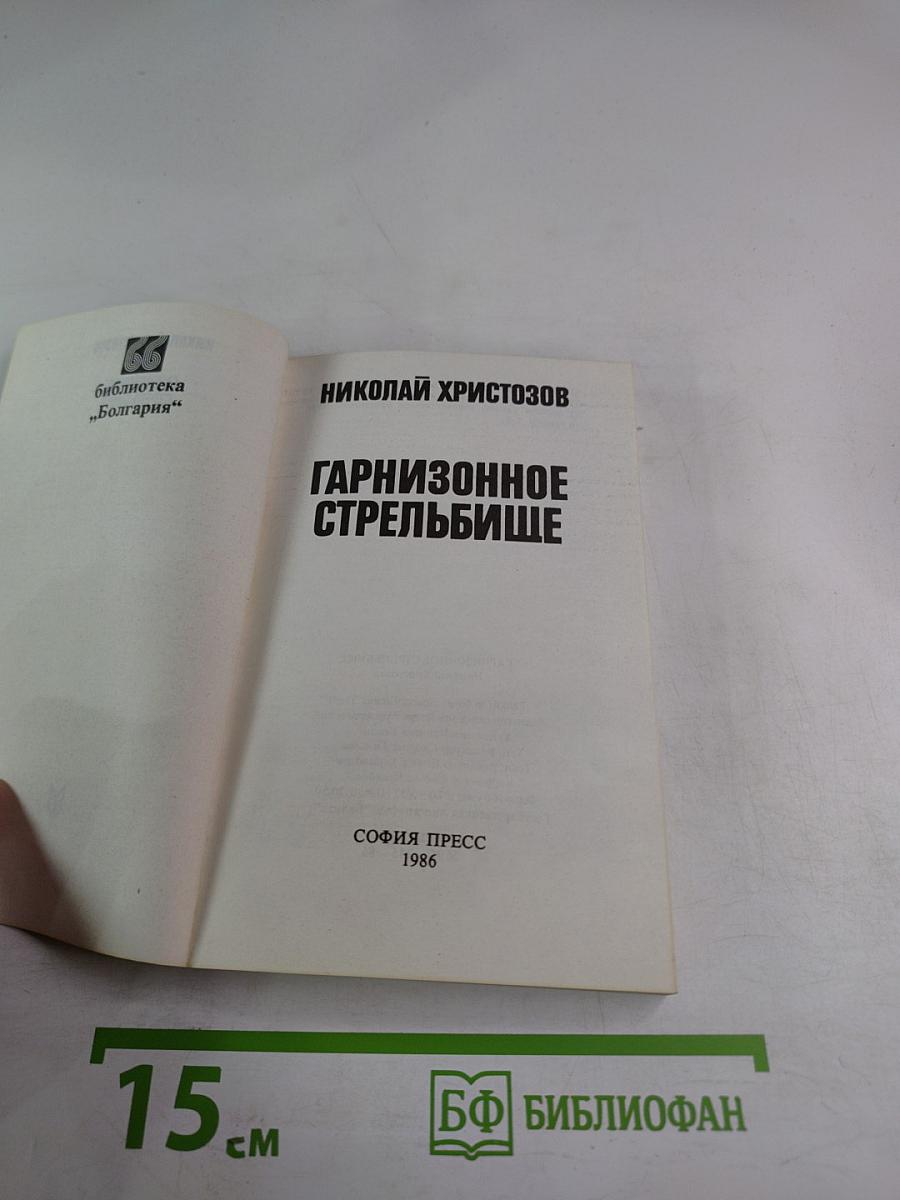 библиотека
„Болгария“
НИКОЛАЙ ХРИСТОЗОВ
ГАРНИЗОННОЕ
СТРЕЛЬБИЩЕ
СОФИЯ ПРЕСС
1986
15 см
БФ БИБЛИОФАН